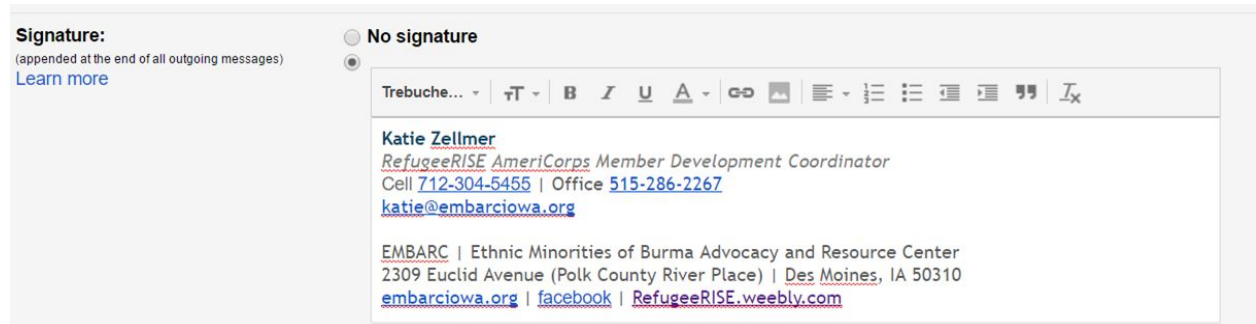 Signature:
(appended at the end of all outgoing messages)
Learn more
No signature
Trebuche...
Katie Zellmer
RefugeeRISE AmeriCorps Member Development Coordinator
Cell 712-304-5455 | Office 515-286-2267
katie@embarciowa.org
EMBARC | Ethnic Minorities of Burma Advocacy and Resource Center
2309 Euclid Avenue (Polk County River Place) | Des Moines, IA 50310
embarciowa.org | facebook | RefugeeRISE.weebly.com